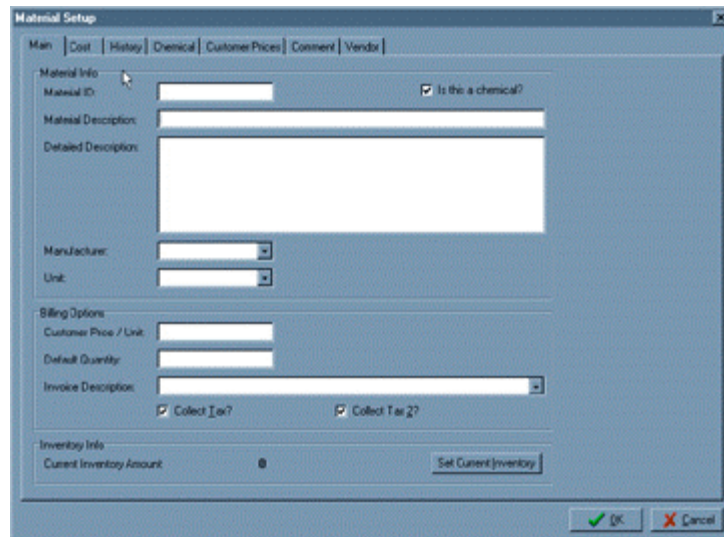 Material Setup
Main Cost History Chemical Customer Prices Comment Vendor
Material Info
Material ID: Is this a chemical?
Material Description:
Detailed Description:
Manufacturer:
Unit:
Billing Options
Customer Price / Unit:
Default Quantity:
Invoice Description:
Collect Tax? Collect Tax 2?
Inventory Info
Current Inventory Amount 0 Set Current Inventory
OK Cancel